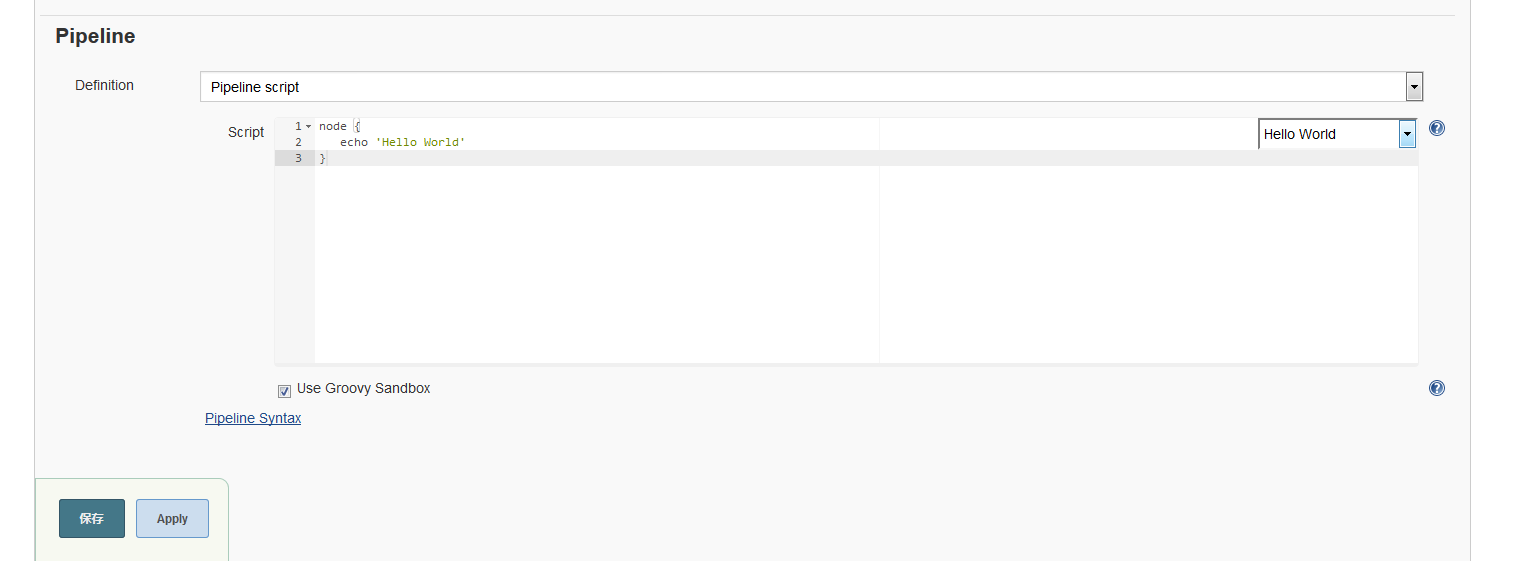 Pipeline
Definition
Pipeline script
Script
1 node {
Hello World
2 echo 'Hello World'
3 }
Use Groovy Sandbox
Pipeline Syntax
保存 Apply